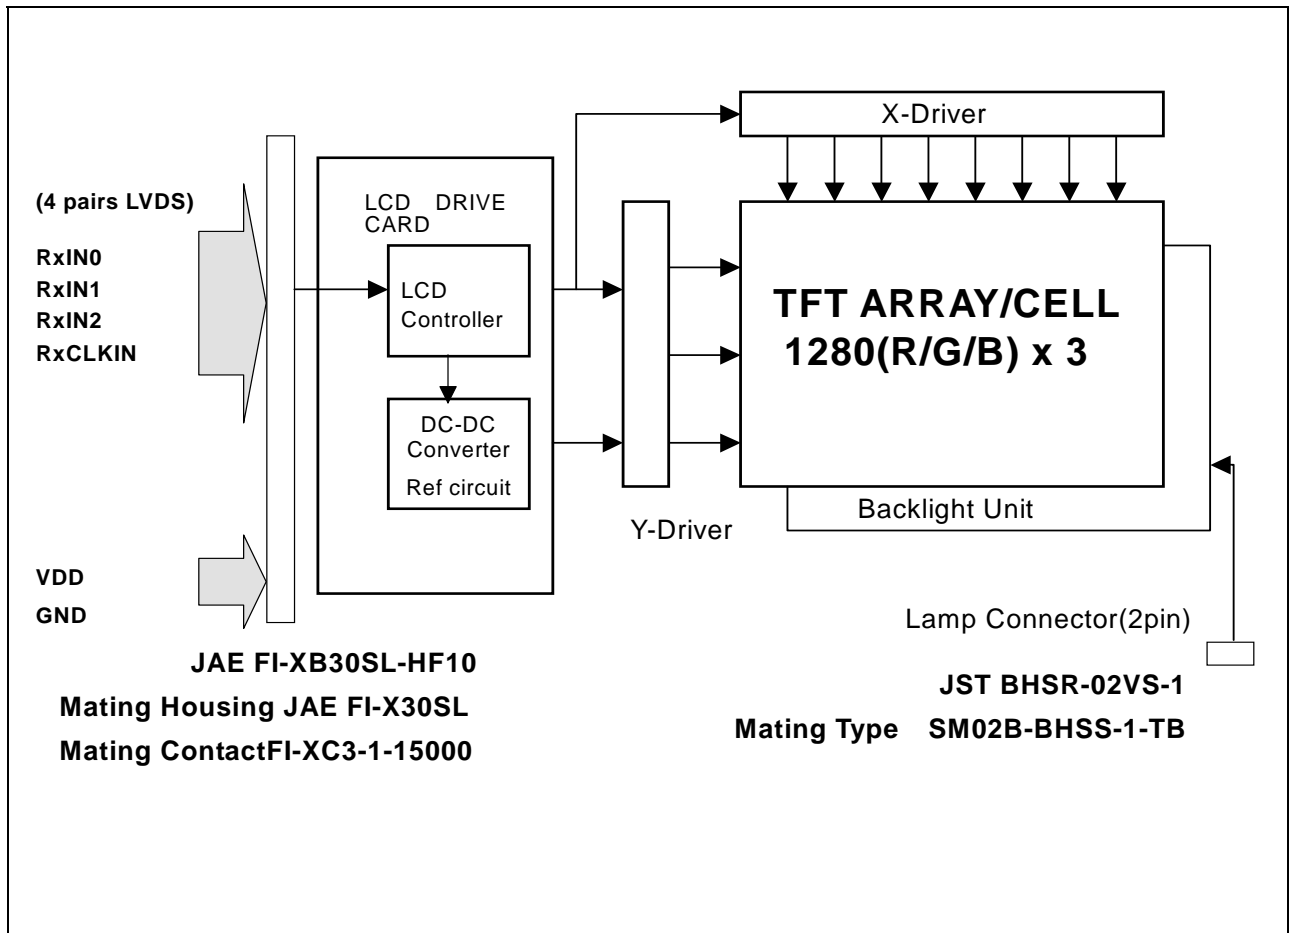 X-Driver
(4 pairs LVDS)
RxIN0
RxIN1
RxIN2
RxCLKIN
LCD DRIVE
CARD
LCD
Controller
DC-DC
Converter
Ref circuit
TFT ARRAY/CELL
1280(R/G/B) x 3
Y-Driver
Backlight Unit
VDD
GND
Lamp Connector(2pin)
JAE FI-XB30SL-HF10
Mating Housing JAE FI-X30SL
Mating ContactFI-XC3-1-15000
JST BHSR-02VS-1
Mating Type SM02B-BHSS-1-TB